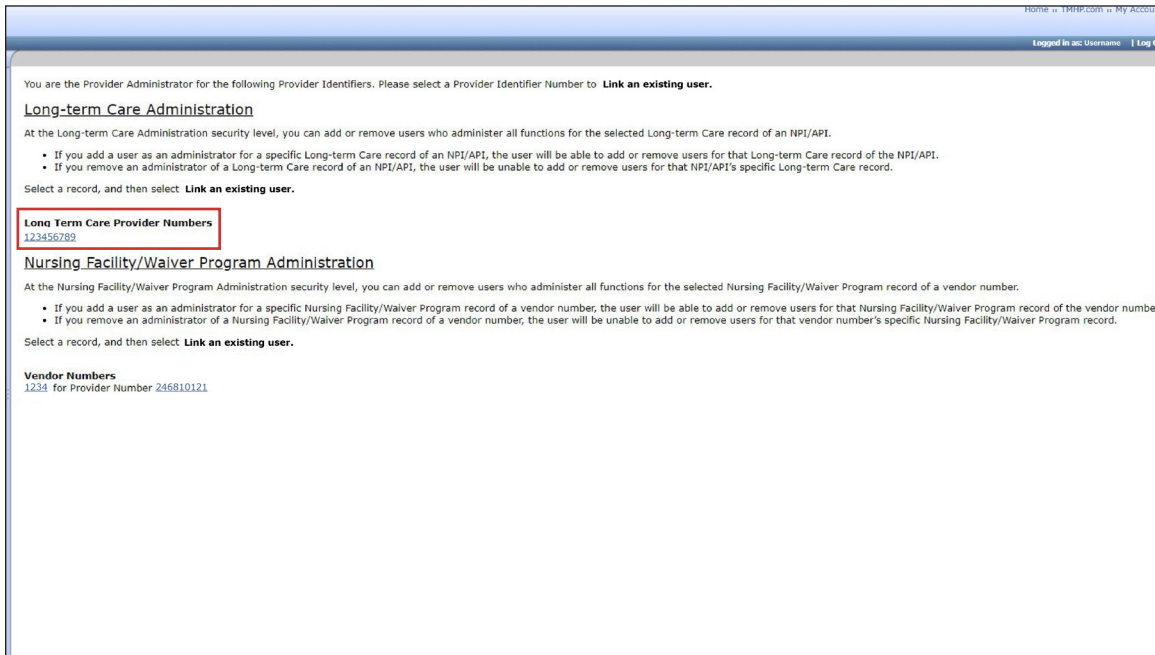 Home :: TMHP.com :: My Accou
Logged in as: Username | Log
You are the Provider Administrator for the following Provider Identifiers. Please select a Provider Identifier Number to Link an existing user.
Long-term Care Administration
At the Long-term Care Administration security level, you can add or remove users who administer all functions for the selected Long-term Care record of an NPI/API.
• If you add a user as an administrator for a specific Long-term Care record of an NPI/API, the user will be able to add or remove users for that Long-term Care record of the NPI/API.
• If you remove an administrator of a Long-term Care record of an NPI/API, the user will be unable to add or remove users for that NPI/API's specific Long-term Care record.
Select a record, and then select Link an existing user.
Long Term Care Provider Numbers
123456789
Nursing Facility/Waiver Program Administration
At the Nursing Facility/Waiver Program Administration security level, you can add or remove users who administer all functions for the selected Nursing Facility/Waiver Program record of a vendor number.
• If you add a user as an administrator for a specific Nursing Facility/Waiver Program record of a vendor number, the user will be able to add or remove users for that Nursing Facility/Waiver Program record of the vendor numbe
• If you remove an administrator of a Nursing Facility/Waiver Program record of a vendor number, the user will be unable to add or remove users for that vendor number's specific Nursing Facility/Waiver Program record.
Select a record, and then select Link an existing user.
Vendor Numbers
1234 for Provider Number 246810121